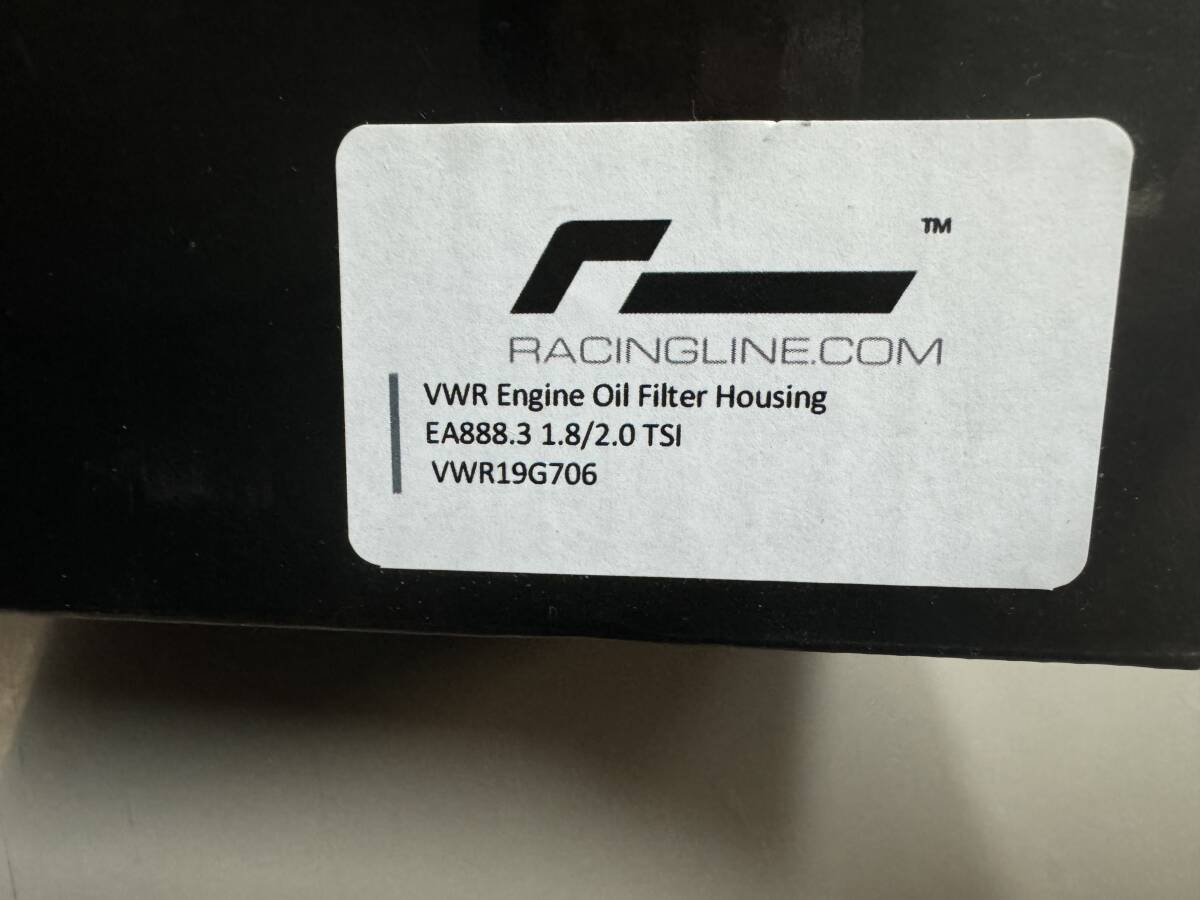 TM
RACINGLINE.COM
VWR Engine Oil Filter Housing
EA888.3 1.8/2.0 TSI
VWR19G706